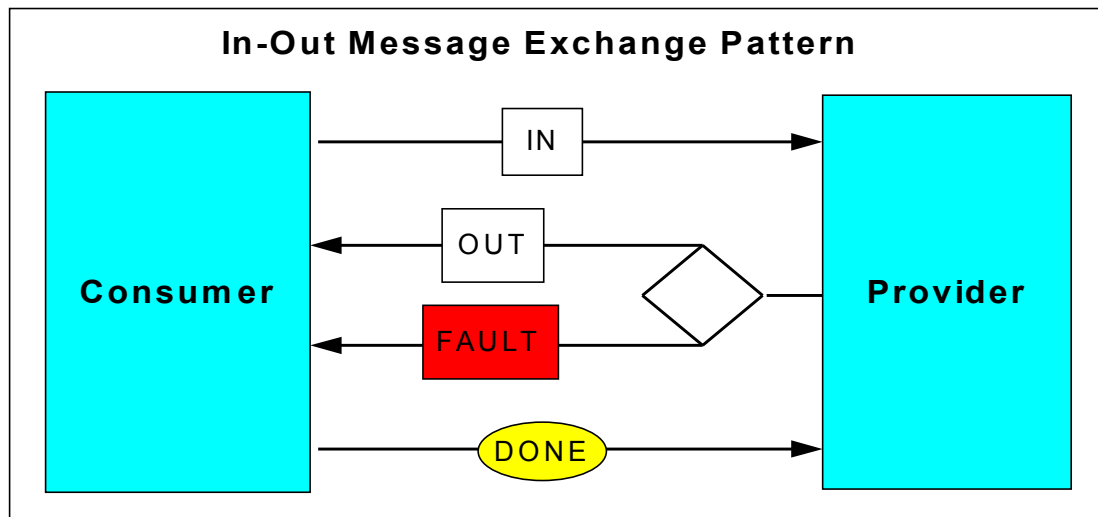 In-Out Message Exchange Pattern
IN
OUT
Consumer
Provider
FAULT
DONE